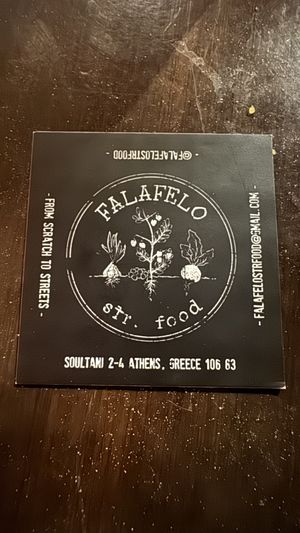 - @FALAFELOSTRFOOD -
FALAFELO
str. food
- FROM SCRATCH TO STREETS -
- FALAFELOSTRFOOD@GMAIL.COM -
SOULTANI 2-4 ATHENS, GREECE 106 63